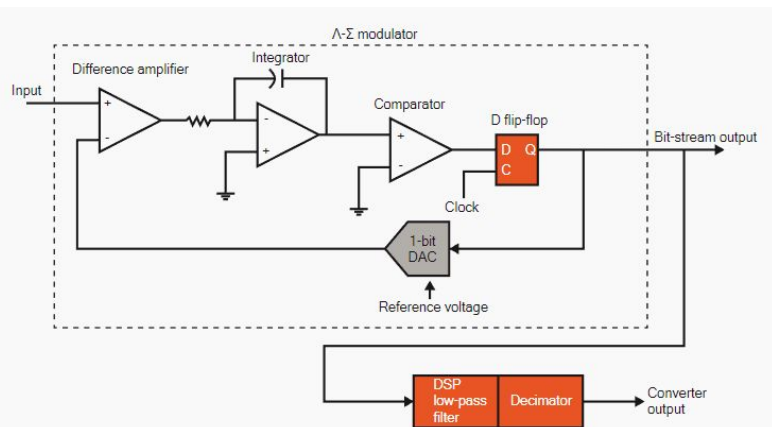 Λ-Σ modulator
Integrator
Difference amplifier
Input
Comparator
D flip-flop
Bit-stream output
+
-
-
+
+
-
D Q
C
Clock
1-bit
DAC
Reference voltage
DSP
low-pass
filter
Decimator
Converter
output